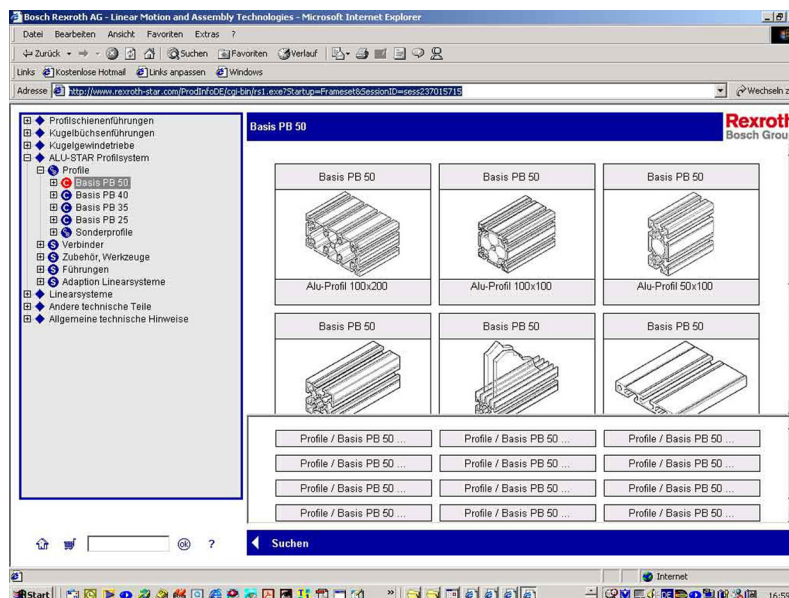 Bosch Rexroth AG - Linear Motion and Assembly Technologies - Microsoft Internet Explorer
Datei Bearbeiten Ansicht Favoriten Extras ?
Zurück Suchen Favoriten Verlauf
Links Kostenlose Hotmail Links anpassen Windows
Adresse http://www.rexroth-star.com/ProdInfoDE/cgi-bin/rs1.exe?Startup=Frameset&SessionID=sess237015715 Wechseln z
Profilschienenführungen
Kugelbüchsenführungen
Kugelgewindetriebe
ALU-STAR Profilsystem
Profile
Basis PB 50
Basis PB 40
Basis PB 35
Basis PB 25
Sonderprofile
Verbinder
Zubehör, Werkzeuge
Führungen
Adaption Linearsysteme
Linearsysteme
Andere technische Teile
Allgemeine technische Hinweise
ok ?
Basis PB 50
Rexroth
Bosch Grou
Basis PB 50 Basis PB 50 Basis PB 50
Alu-Profil 100x200 Alu-Profil 100x100 Alu-Profil 50x100
Basis PB 50 Basis PB 50 Basis PB 50
Profile / Basis PB 50 ... Profile / Basis PB 50 ... Profile / Basis PB 50 ...
Profile / Basis PB 50 ... Profile / Basis PB 50 ... Profile / Basis PB 50 ...
Profile / Basis PB 50 ... Profile / Basis PB 50 ... Profile / Basis PB 50 ...
Profile / Basis PB 50 ... Profile / Basis PB 50 ... Profile / Basis PB 50 ...
Suchen
Internet
Start » DE 16:59